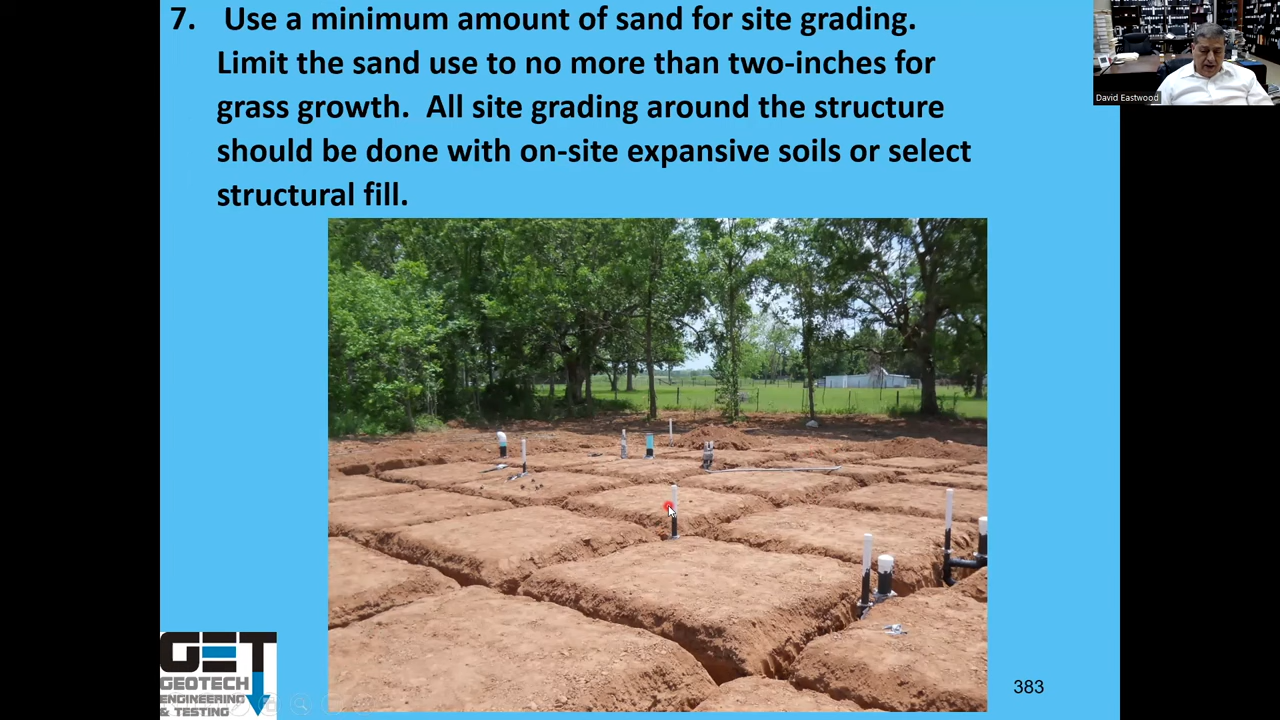 7. Use a minimum amount of sand for site grading.
Limit the sand use to no more than two-inches for
grass growth. All site grading around the structure
should be done with on-site expansive soils or select
structural fill.
David Eastwood
GET
GEOTECH
ENGINEERING
& TESTING
383